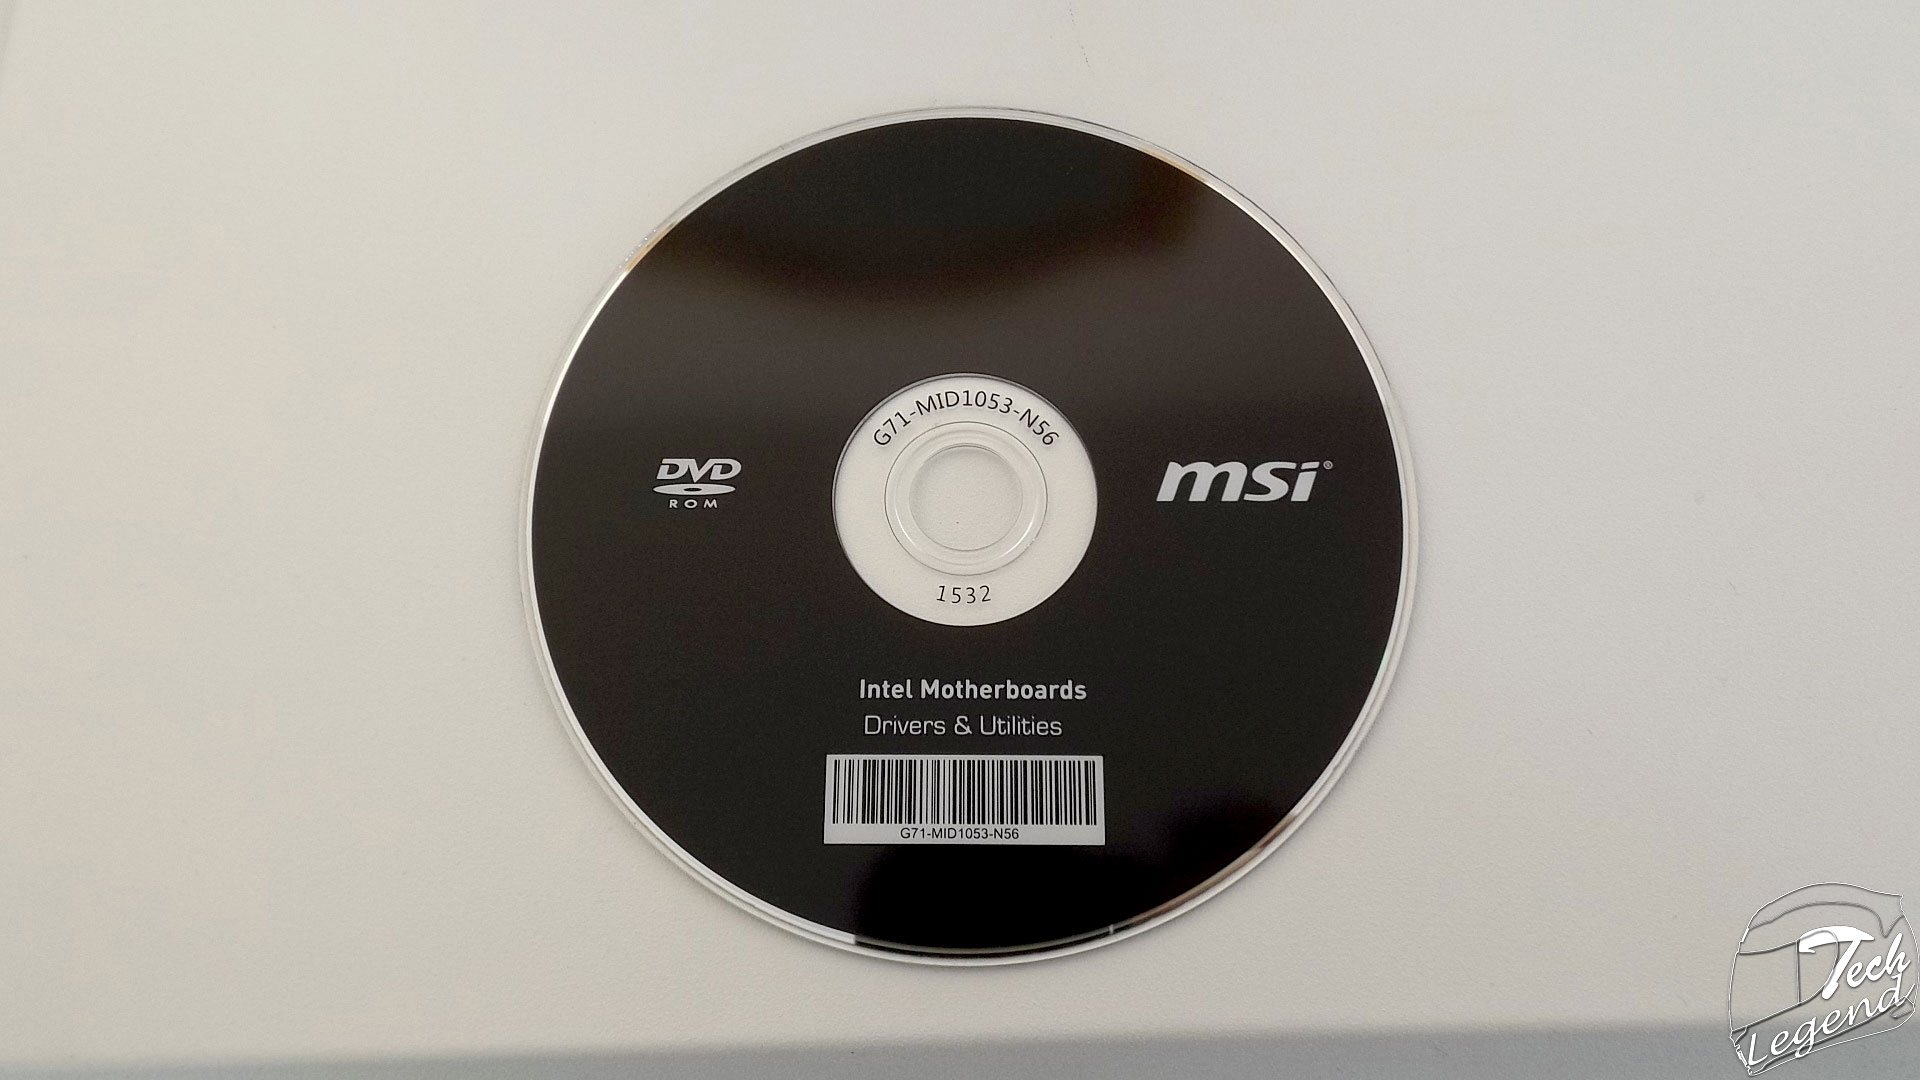 G71-MID1053-N56
DVD
ROM
msi®
1532
Intel Motherboards
Drivers & Utilities
G71-MID1053-N56
Tech
Legend